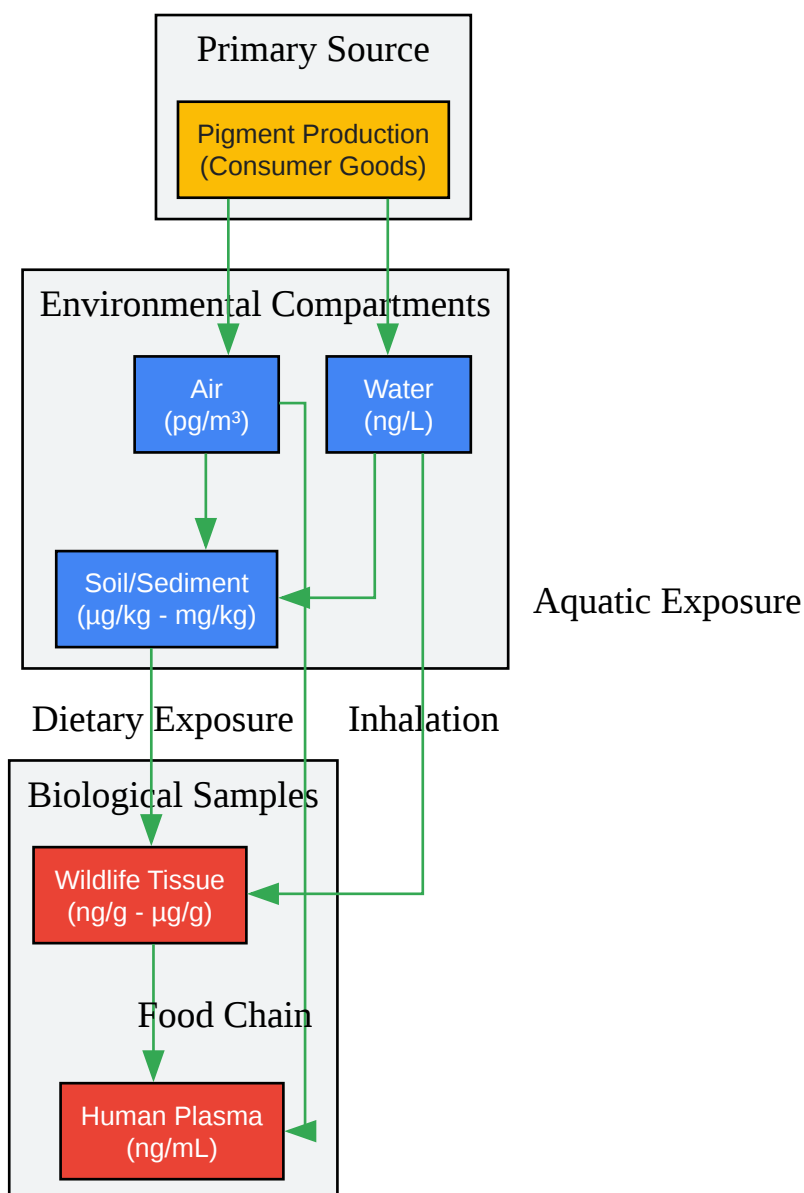 Primary Source
Pigment Production
(Consumer Goods)
Environmental Compartments
Air
(pg/m³)
Water
(ng/L)
Soil/Sediment
(µg/kg - mg/kg)
Aquatic Exposure
Dietary Exposure
Inhalation
Biological Samples
Wildlife Tissue
(ng/g - µg/g)
Food Chain
Human Plasma
(ng/mL)